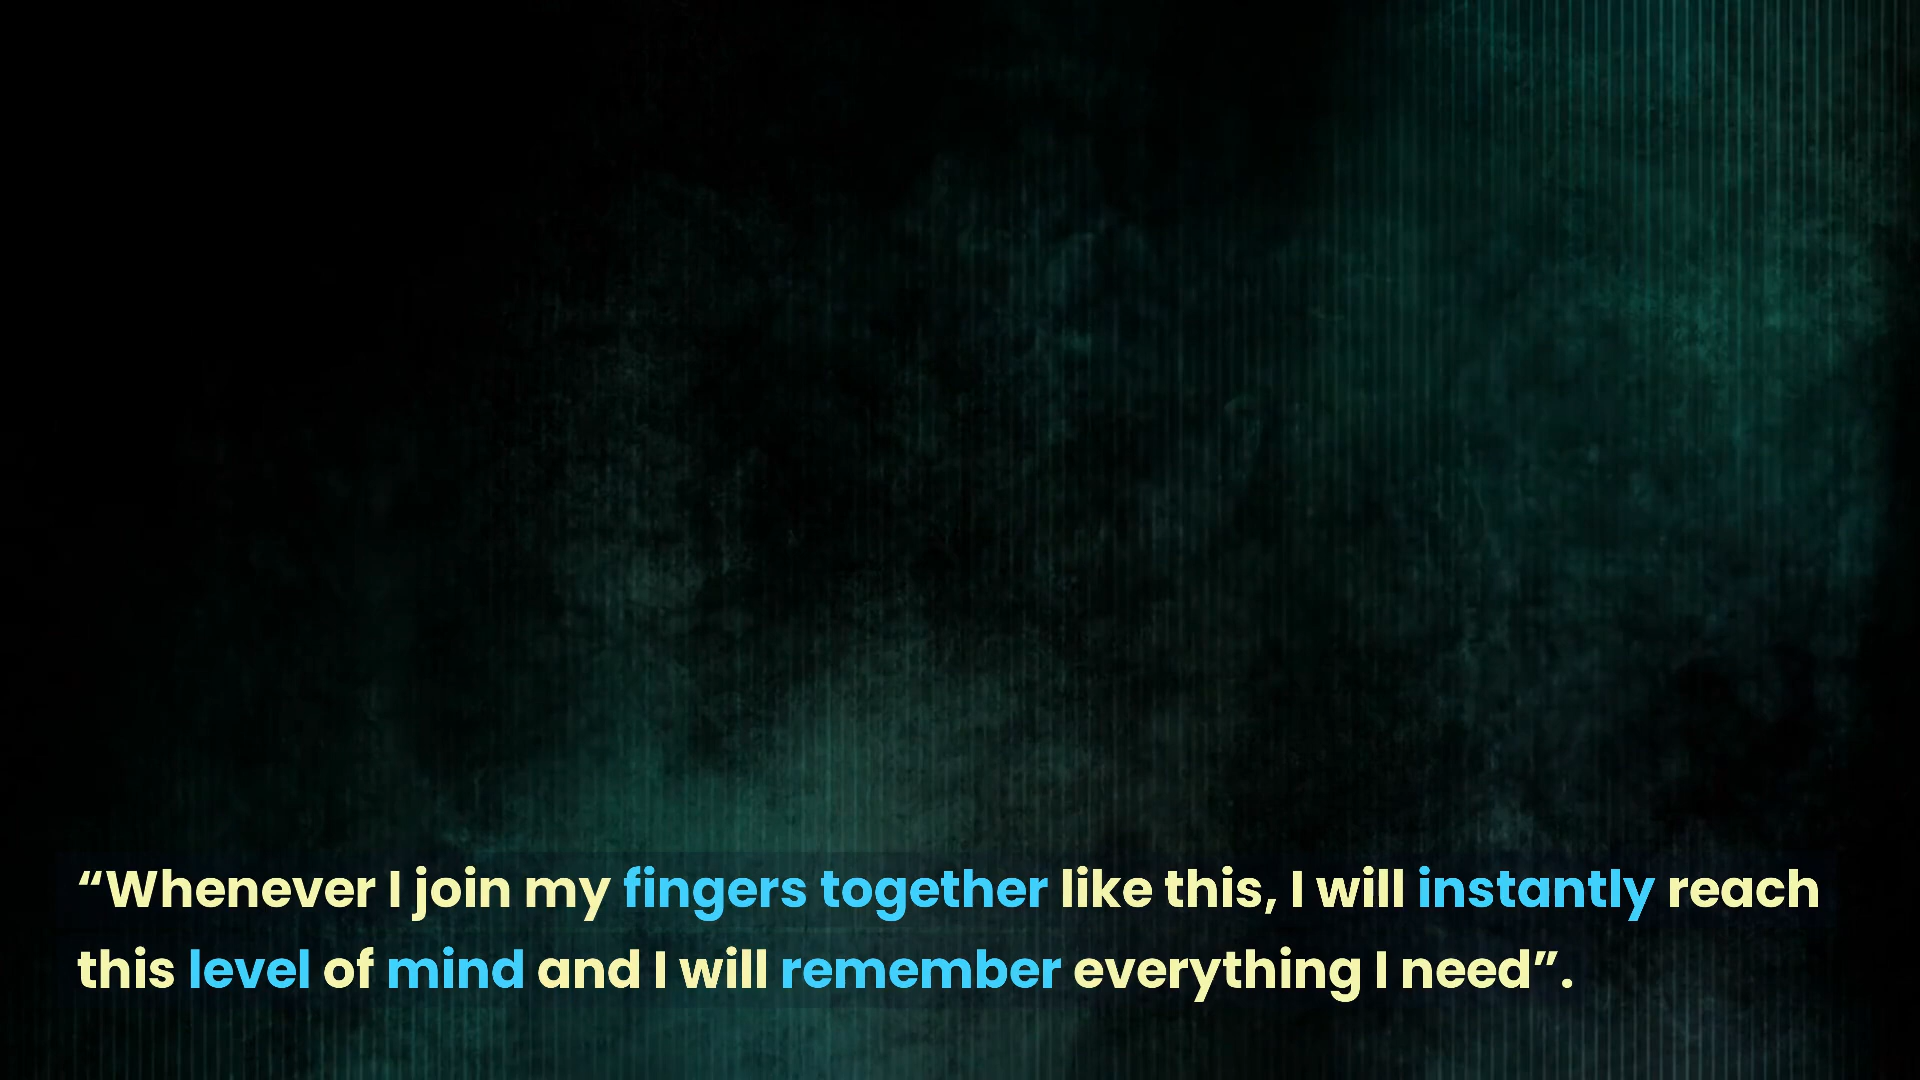 “Whenever I join my fingers together like this, I will instantly reach
this level of mind and I will remember everything I need”.